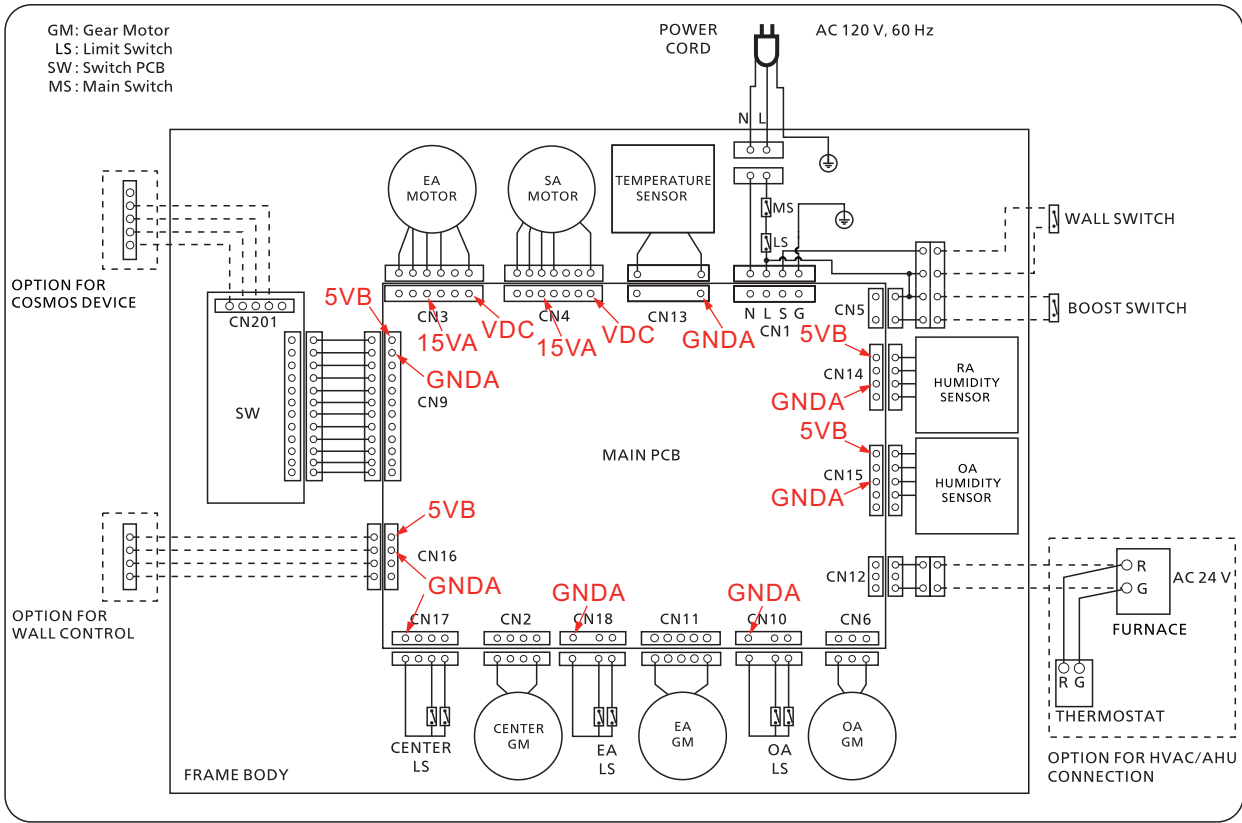 GM: Gear Motor
LS: Limit Switch
SW: Switch PCB
MS: Main Switch
POWER
CORD
AC 120 V, 60 Hz
N L
EA
MOTOR
SA
MOTOR
TEMPERATURE
SENSOR
MS
LS
WALL SWITCH
OPTION FOR
COSMOS DEVICE
CN201
5VB
CN3
15VA
VDC
CN4
15VA
VDC
CN13
GNDA
N L S G
CN1
CN5
BOOST SWITCH
GNDA
CN9
SW
5VB
CN14
GNDA
RA
HUMIDITY
SENSOR
MAIN PCB
5VB
CN15
GNDA
OA
HUMIDITY
SENSOR
5VB
CN16
GNDA
OPTION FOR
WALL CONTROL
CN12
R
G
AC 24 V
FURNACE
R G
THERMOSTAT
OPTION FOR HVAC/AHU
CONNECTION
CN17
CN2
GNDA
CN18
CN11
GNDA
CN10
CN6
CENTER
LS
CENTER
GM
EA
LS
EA
GM
OA
LS
OA
GM
FRAME BODY